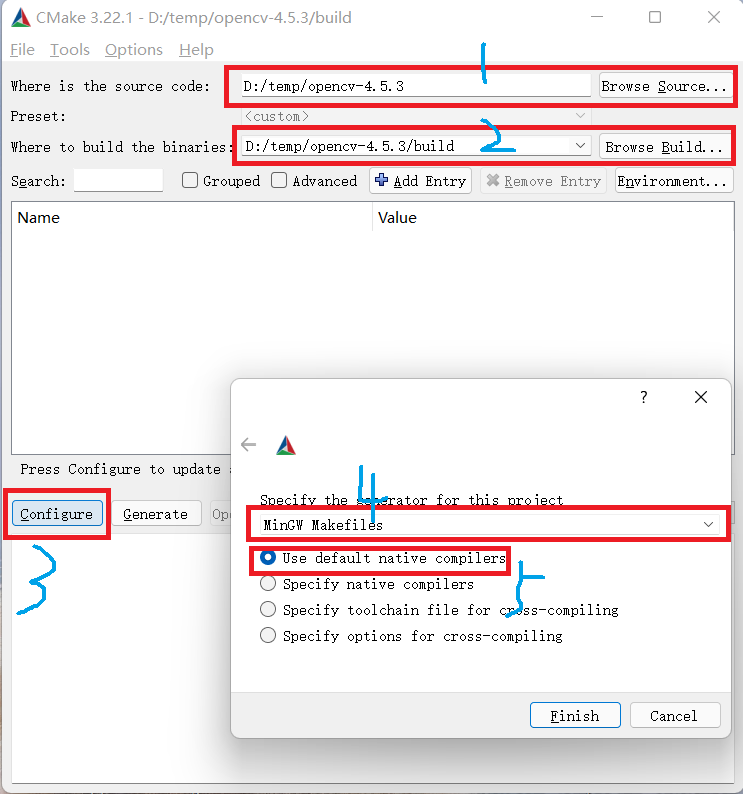 CMake 3.22.1 - D:/temp/opencv-4.5.3/build
File Tools Options Help
1
Where is the source code: D:/temp/opencv-4.5.3 Browse Source...
Preset: <custom>
2
Where to build the binaries: D:/temp/opencv-4.5.3/build Browse Build...
Search: Grouped Advanced Add Entry Remove Entry Environment...
Name Value
?
Press Configure to update
4
Specify the generator for this project
Configure Generate Op
MinGW Makefiles
3
Use default native compilers
5
Specify native compilers
Specify toolchain file for cross-compiling
Specify options for cross-compiling
Finish Cancel